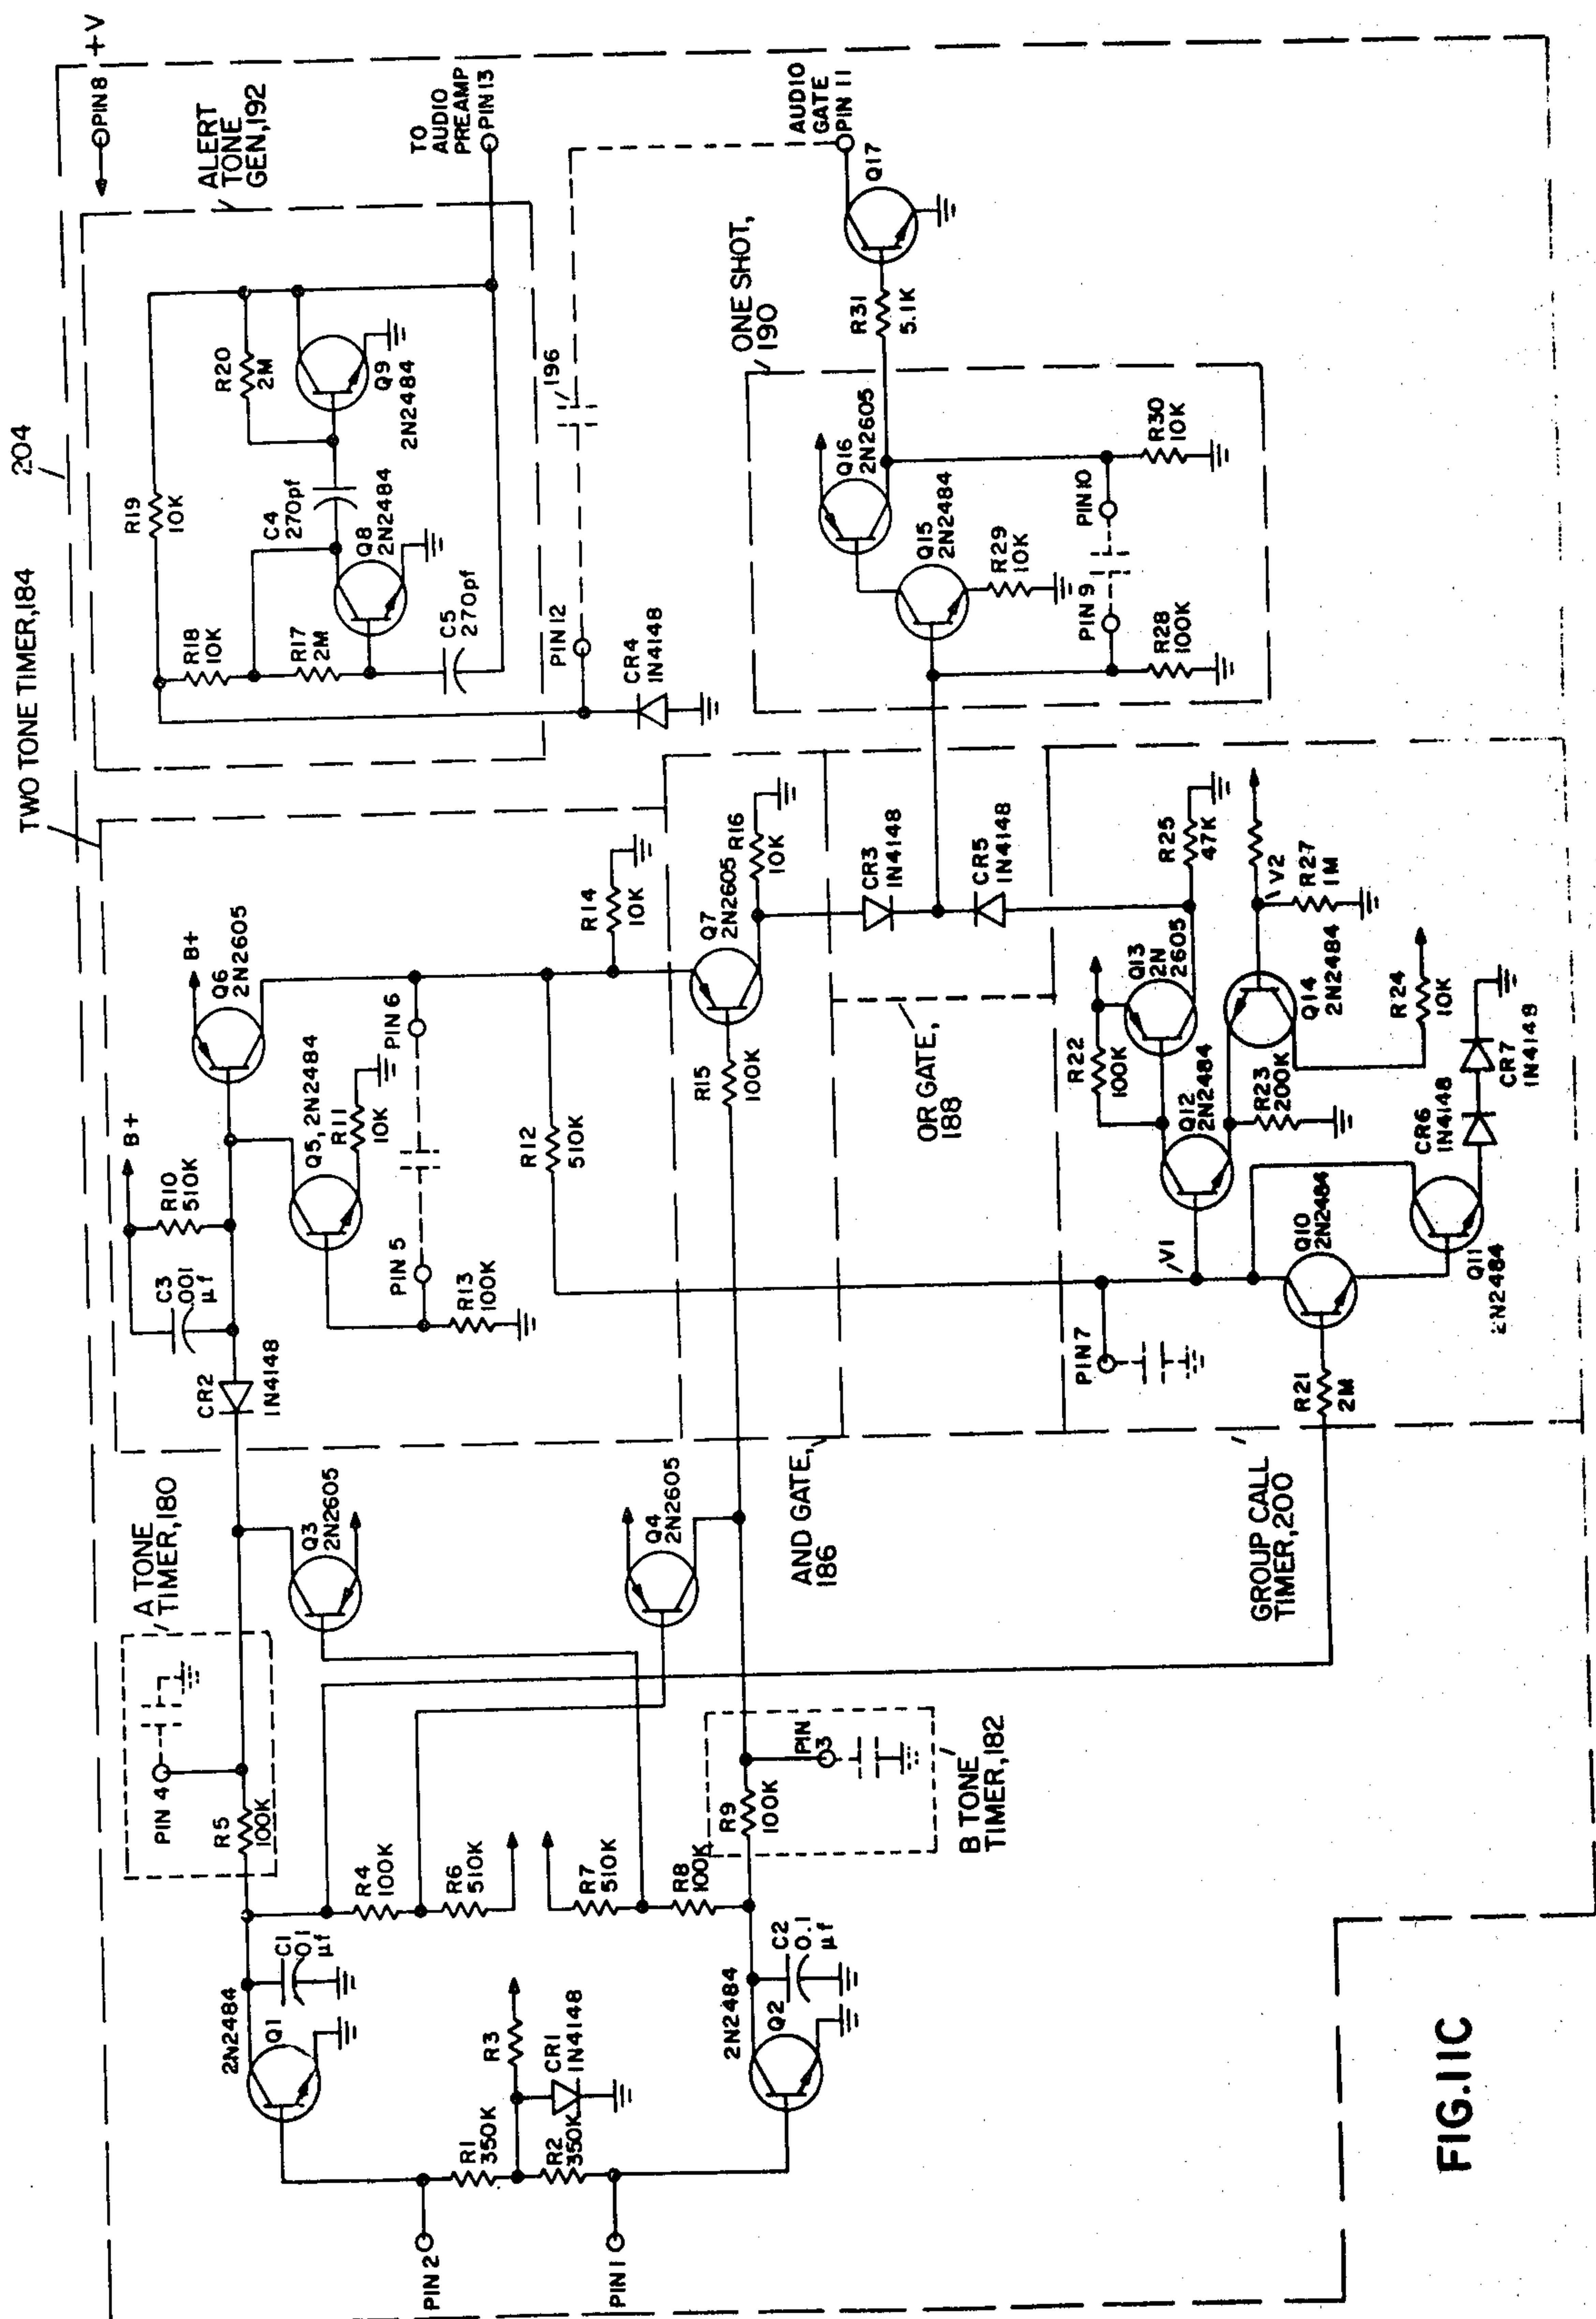 204
TWO TONE TIMER,184
PIN 8
+V
ALERT
TONE
GEN,192
TO
AUDIO
PREAMP
PIN 13
R19
10K
R20
2M
Q9
2N2484
C4
270pf
R18
10K
R17
2M
Q8
2N2484
C5
270pf
196
PIN 12
CR4
1N4148
AUDIO
GATE
PIN 11
Q17
R31
5.1K
ONE SHOT,
190
Q16
2N2605
Q15
2N2484
R29
10K
R30
10K
PIN 10
PIN 9
R28
100K
B+
Q6
2N2605
B+
R10
510K
C3
.001
µf
CR2
1N4148
Q5, 2N2484
R11
10K
PIN 6
PIN 5
R13
100K
R12
510K
R14
10K
Q7
2N2605
R16
10K
R15
100K
CR3
1N4148
CR5
1N4148
OR GATE,
188
R25
47K
Q13
2N
2605
R22
100K
Q12
2N2484
R23
200K
V2
R27
1M
Q14
2N2484
R24
10K
CR6
1N4148
CR7
1N4148
V1
Q10
2N2484
Q11
2N2484
PIN7
R21
2M
A TONE
TIMER,180
PIN 4
R5
100K
Q3
2N2605
Q4
2N2605
AND GATE,
186
GROUP CALL
TIMER,200
R4
100K
R6
510K
R7
510K
R8
100K
R9
100K
PIN
3
B TONE
TIMER,182
2N2484
Q1
C1
0.1
µf
R3
CR1
1N4148
2N2484
Q2
C2
0.1
µf
R1
350K
R2
350K
PIN 2
PIN 1
FIG.11C